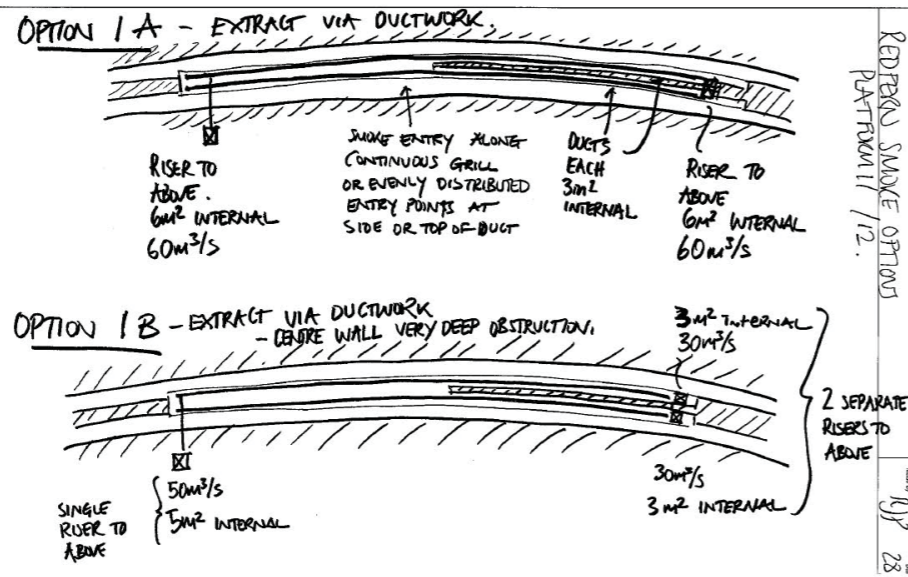 OPTION 1A - EXTRACT VIA DUCTWORK.
RISER TO
ABOVE.
6m² INTERNAL
60m³/s
SMOKE ENTRY ALONG
CONTINUOUS GRILL
OR EVENLY DISTRIBUTED
ENTRY POINTS AT
SIDE OR TOP OF DUCT
DUCTS
EACH
3m²
INTERNAL
RISER TO
ABOVE
6m² INTERNAL
60m³/s
OPTION 1B - EXTRACT VIA DUCTWORK
- CENTRE WALL VERY DEEP OBSTRUCTION.
3m² INTERNAL
30m³/s
2 SEPARATE
RISERS TO
ABOVE
SINGLE
RISER TO
ABOVE
50m³/s
5m² INTERNAL
30m³/s
3m² INTERNAL
REDFERN SMOKE OPTIONS
PLATFORM 11/12.
28